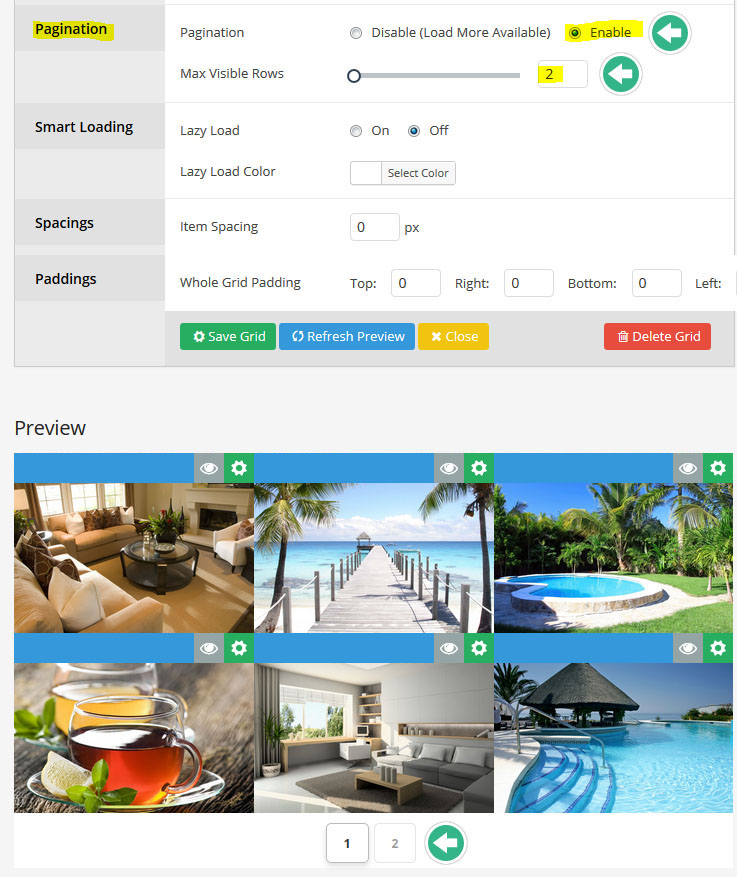 Pagination
Pagination Disable (Load More Available) Enable
Max Visible Rows 2
Smart Loading
Lazy Load On Off
Lazy Load Color Select Color
Spacings
Item Spacing 0 px
Paddings
Whole Grid Padding Top: 0 Right: 0 Bottom: 0 Left:
Save Grid Refresh Preview Close Delete Grid
Preview
1 2